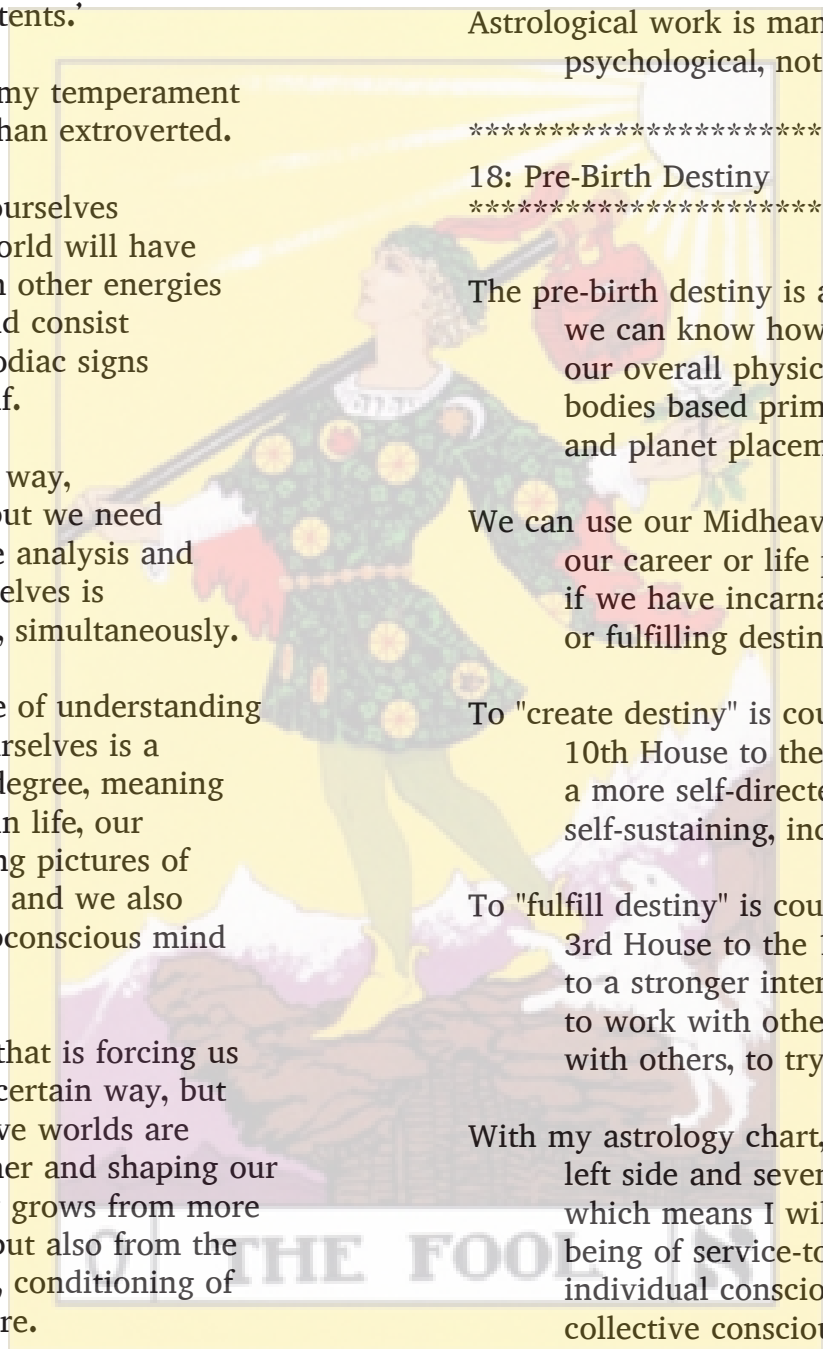 tents.'
my temperament
han extroverted.
ourselves
orld will have
n other energies
d consist
odiac signs
f.
way,
out we need
e analysis and
elves is
, simultaneously.
e of understanding
urselves is a
degree, meaning
in life, our
ng pictures of
and we also
oconscious mind
that is forcing us
certain way, but
ve worlds are
her and shaping our
grows from more
out also from the
, conditioning of
re.
Astrological work is man
psychological, not
**********************
18: Pre-Birth Destiny
**********************
The pre-birth destiny is a
we can know how
our overall physic
bodies based prim
and planet placem
We can use our Midheav
our career or life p
if we have incarna
or fulfilling destin
To "create destiny" is cou
10th House to the
a more self-directe
self-sustaining, ind
To "fulfill destiny" is cou
3rd House to the 1
to a stronger inter
to work with othe
with others, to try
With my astrology chart,
left side and sever
which means I wil
being of service-to
individual conscio
collective consciou
0 THE FOOL א